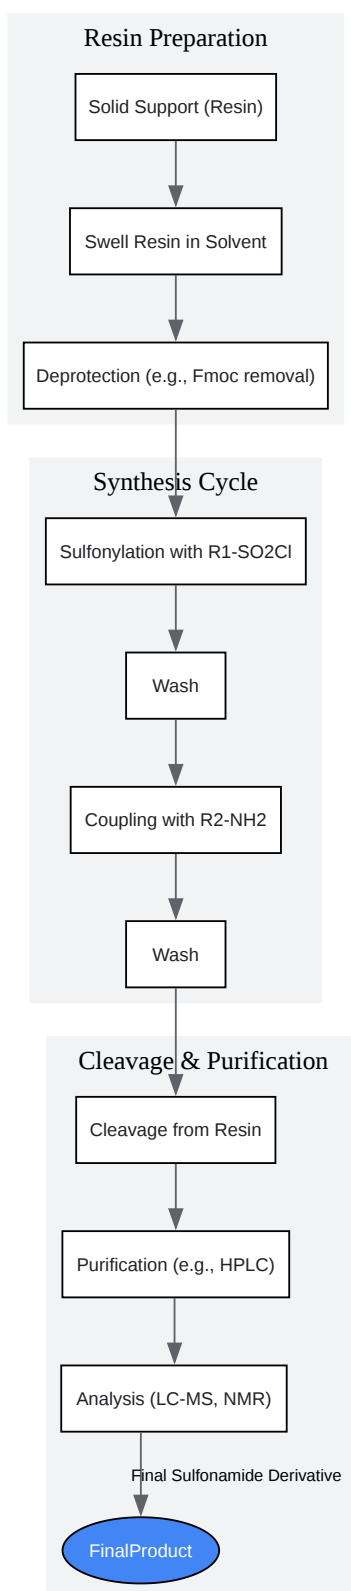 Resin Preparation
Solid Support (Resin)
Swell Resin in Solvent
Deprotection (e.g., Fmoc removal)
Synthesis Cycle
Sulfonylation with R1-SO2Cl
Wash
Coupling with R2-NH2
Wash
Cleavage & Purification
Cleavage from Resin
Purification (e.g., HPLC)
Analysis (LC-MS, NMR)
Final Sulfonamide Derivative
FinalProduct